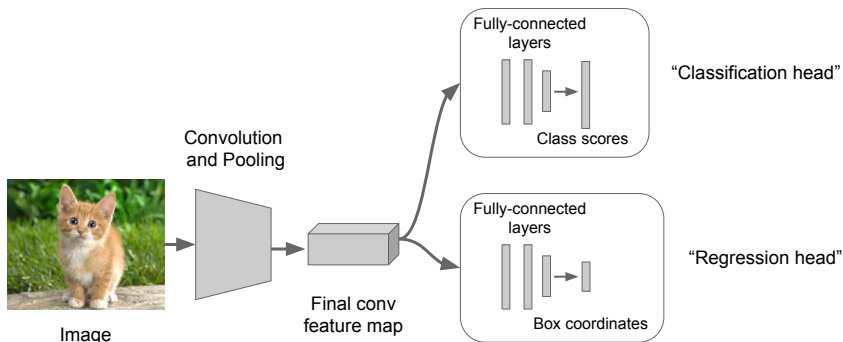 Fully-connected
layers
"Classification head"
Class scores
Convolution
and Pooling
Fully-connected
layers
"Regression head"
Final conv
feature map
Box coordinates
Image